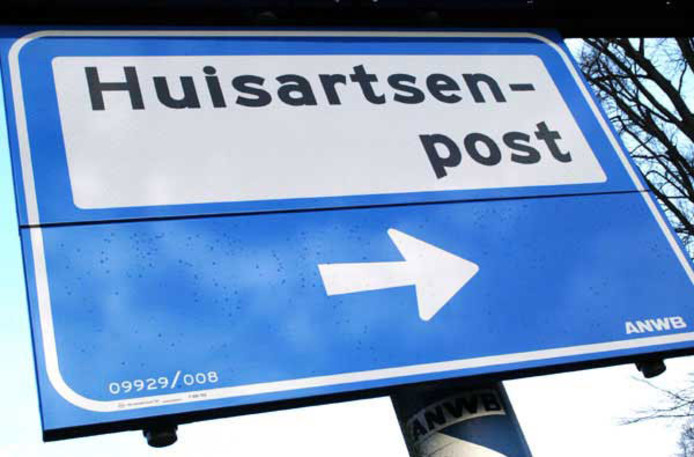 Huisartsen-
post
ANWB
09929/008
ANWB